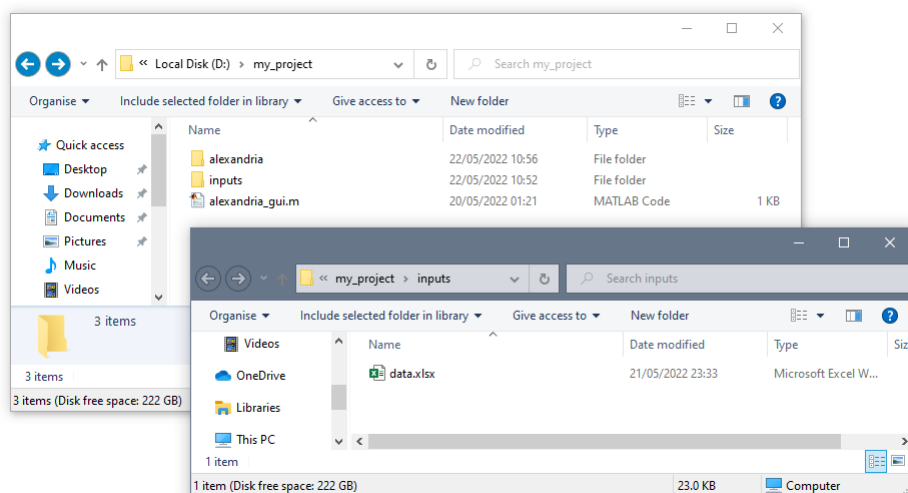 « Local Disk (D:) › my_project
Search my_project
Organise Include selected folder in library Give access to New folder
Name Date modified Type Size
Quick access
Desktop
Downloads
Documents
Pictures
Music
Videos
alexandria 22/05/2022 10:56 File folder
inputs 22/05/2022 10:52 File folder
alexandria_gui.m 20/05/2022 01:21 MATLAB Code 1 KB
3 items
3 items
3 items (Disk free space: 222 GB)
« my_project › inputs
Search inputs
Organise Include selected folder in library Give access to New folder
Name Date modified Type Siz
Videos
OneDrive
Libraries
This PC
data.xlsx 21/05/2022 23:33 Microsoft Excel W...
1 item
1 item (Disk free space: 222 GB) 23.0 KB Computer